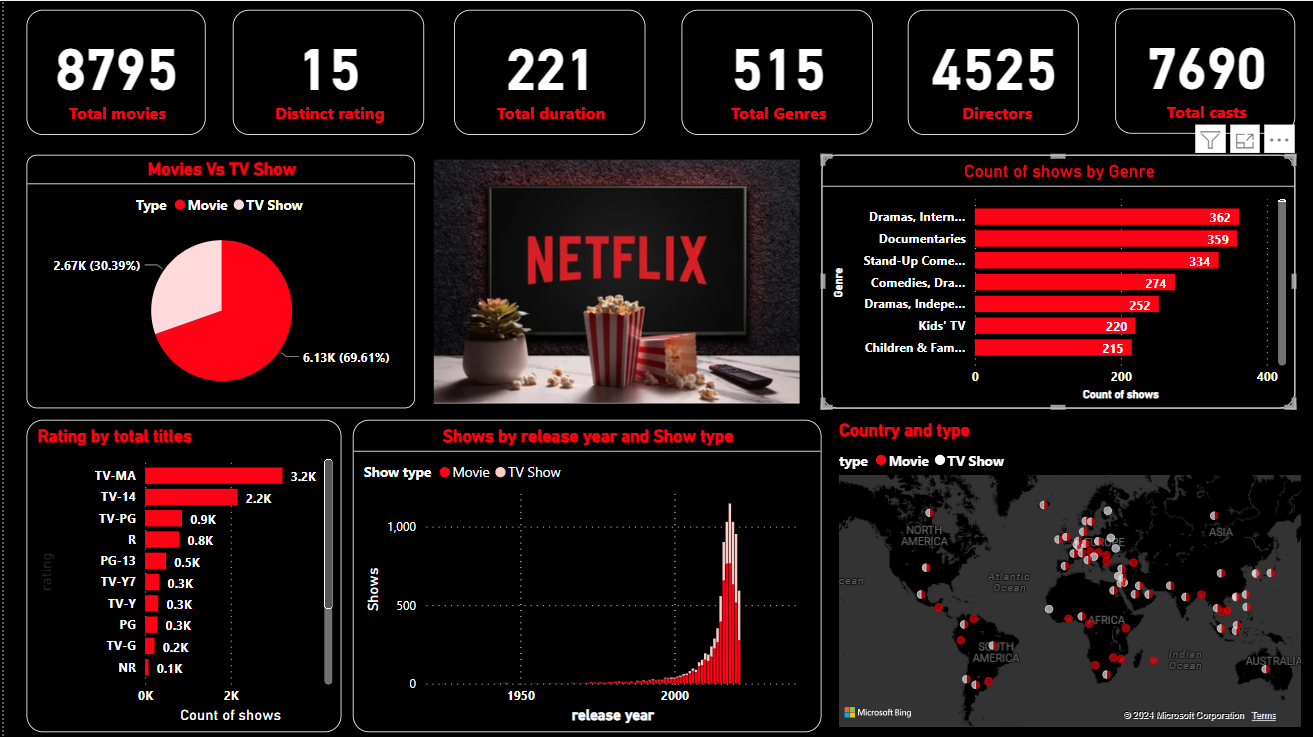 8795
Total movies
15
Distinct rating
221
Total duration
515
Total Genres
4525
Directors
7690
Total casts
Movies Vs TV Show
Type Movie TV Show
2.67K (30.39%)
6.13K (69.61%)
NETFLIX
Count of shows by Genre
Genre
Dramas, Intern... 362
Documentaries 359
Stand-Up Come... 334
Comedies, Dra... 274
Dramas, Indepe... 252
Kids' TV 220
Children & Fam... 215
0 200 400
Count of shows
Rating by total titles
rating
TV-MA 3.2K
TV-14 2.2K
TV-PG 0.9K
R 0.8K
PG-13 0.5K
TV-Y7 0.3K
TV-Y 0.3K
PG 0.3K
TV-G 0.2K
NR 0.1K
0K 2K
Count of shows
Shows by release year and Show type
Show type Movie TV Show
Shows
1,000
500
0
1950 2000
release year
Country and type
type Movie TV Show
NORTH
AMERICA
EUROPE
ASIA
cean
Atlantic
Ocean
AFRICA
SOUTH
AMERICA
Indian
Ocean
AUSTRALIA
Microsoft Bing
© 2024 Microsoft Corporation Terms